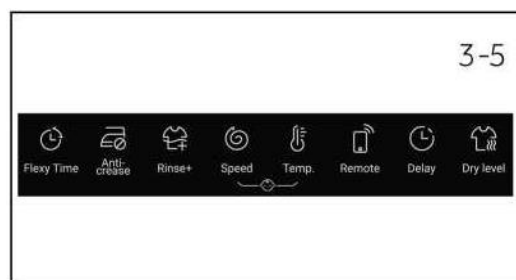 3-5
Flexy Time
Anti-
crease
Rinse+
Speed
Temp.
Remote
Delay
Dry level